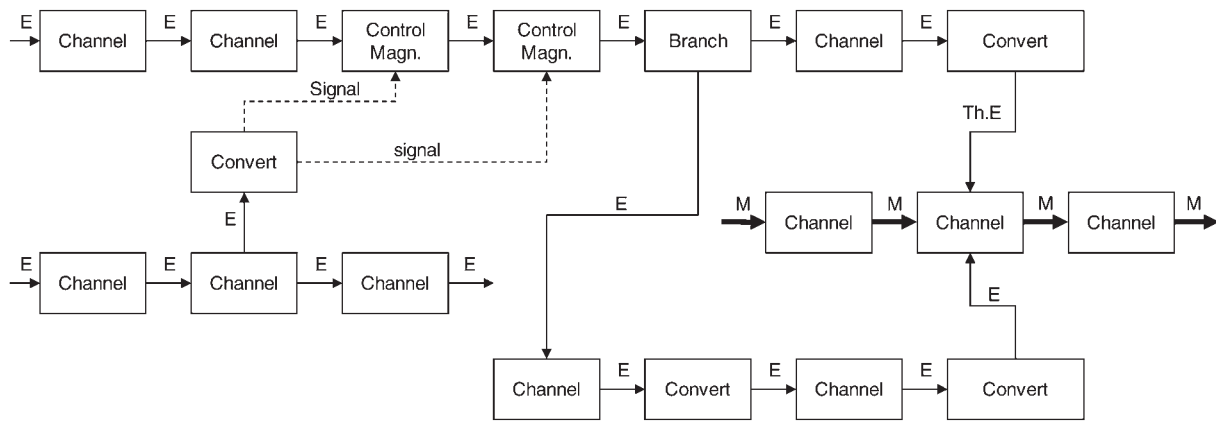 E E E E E E E
Channel Channel Control Magn. Control Magn. Branch Channel Convert
Signal
Th.E
Convert
signal
E
E
M M M M
Channel Channel Channel
E E E E
Channel Channel Channel
E
E E E
Channel Convert Channel Convert